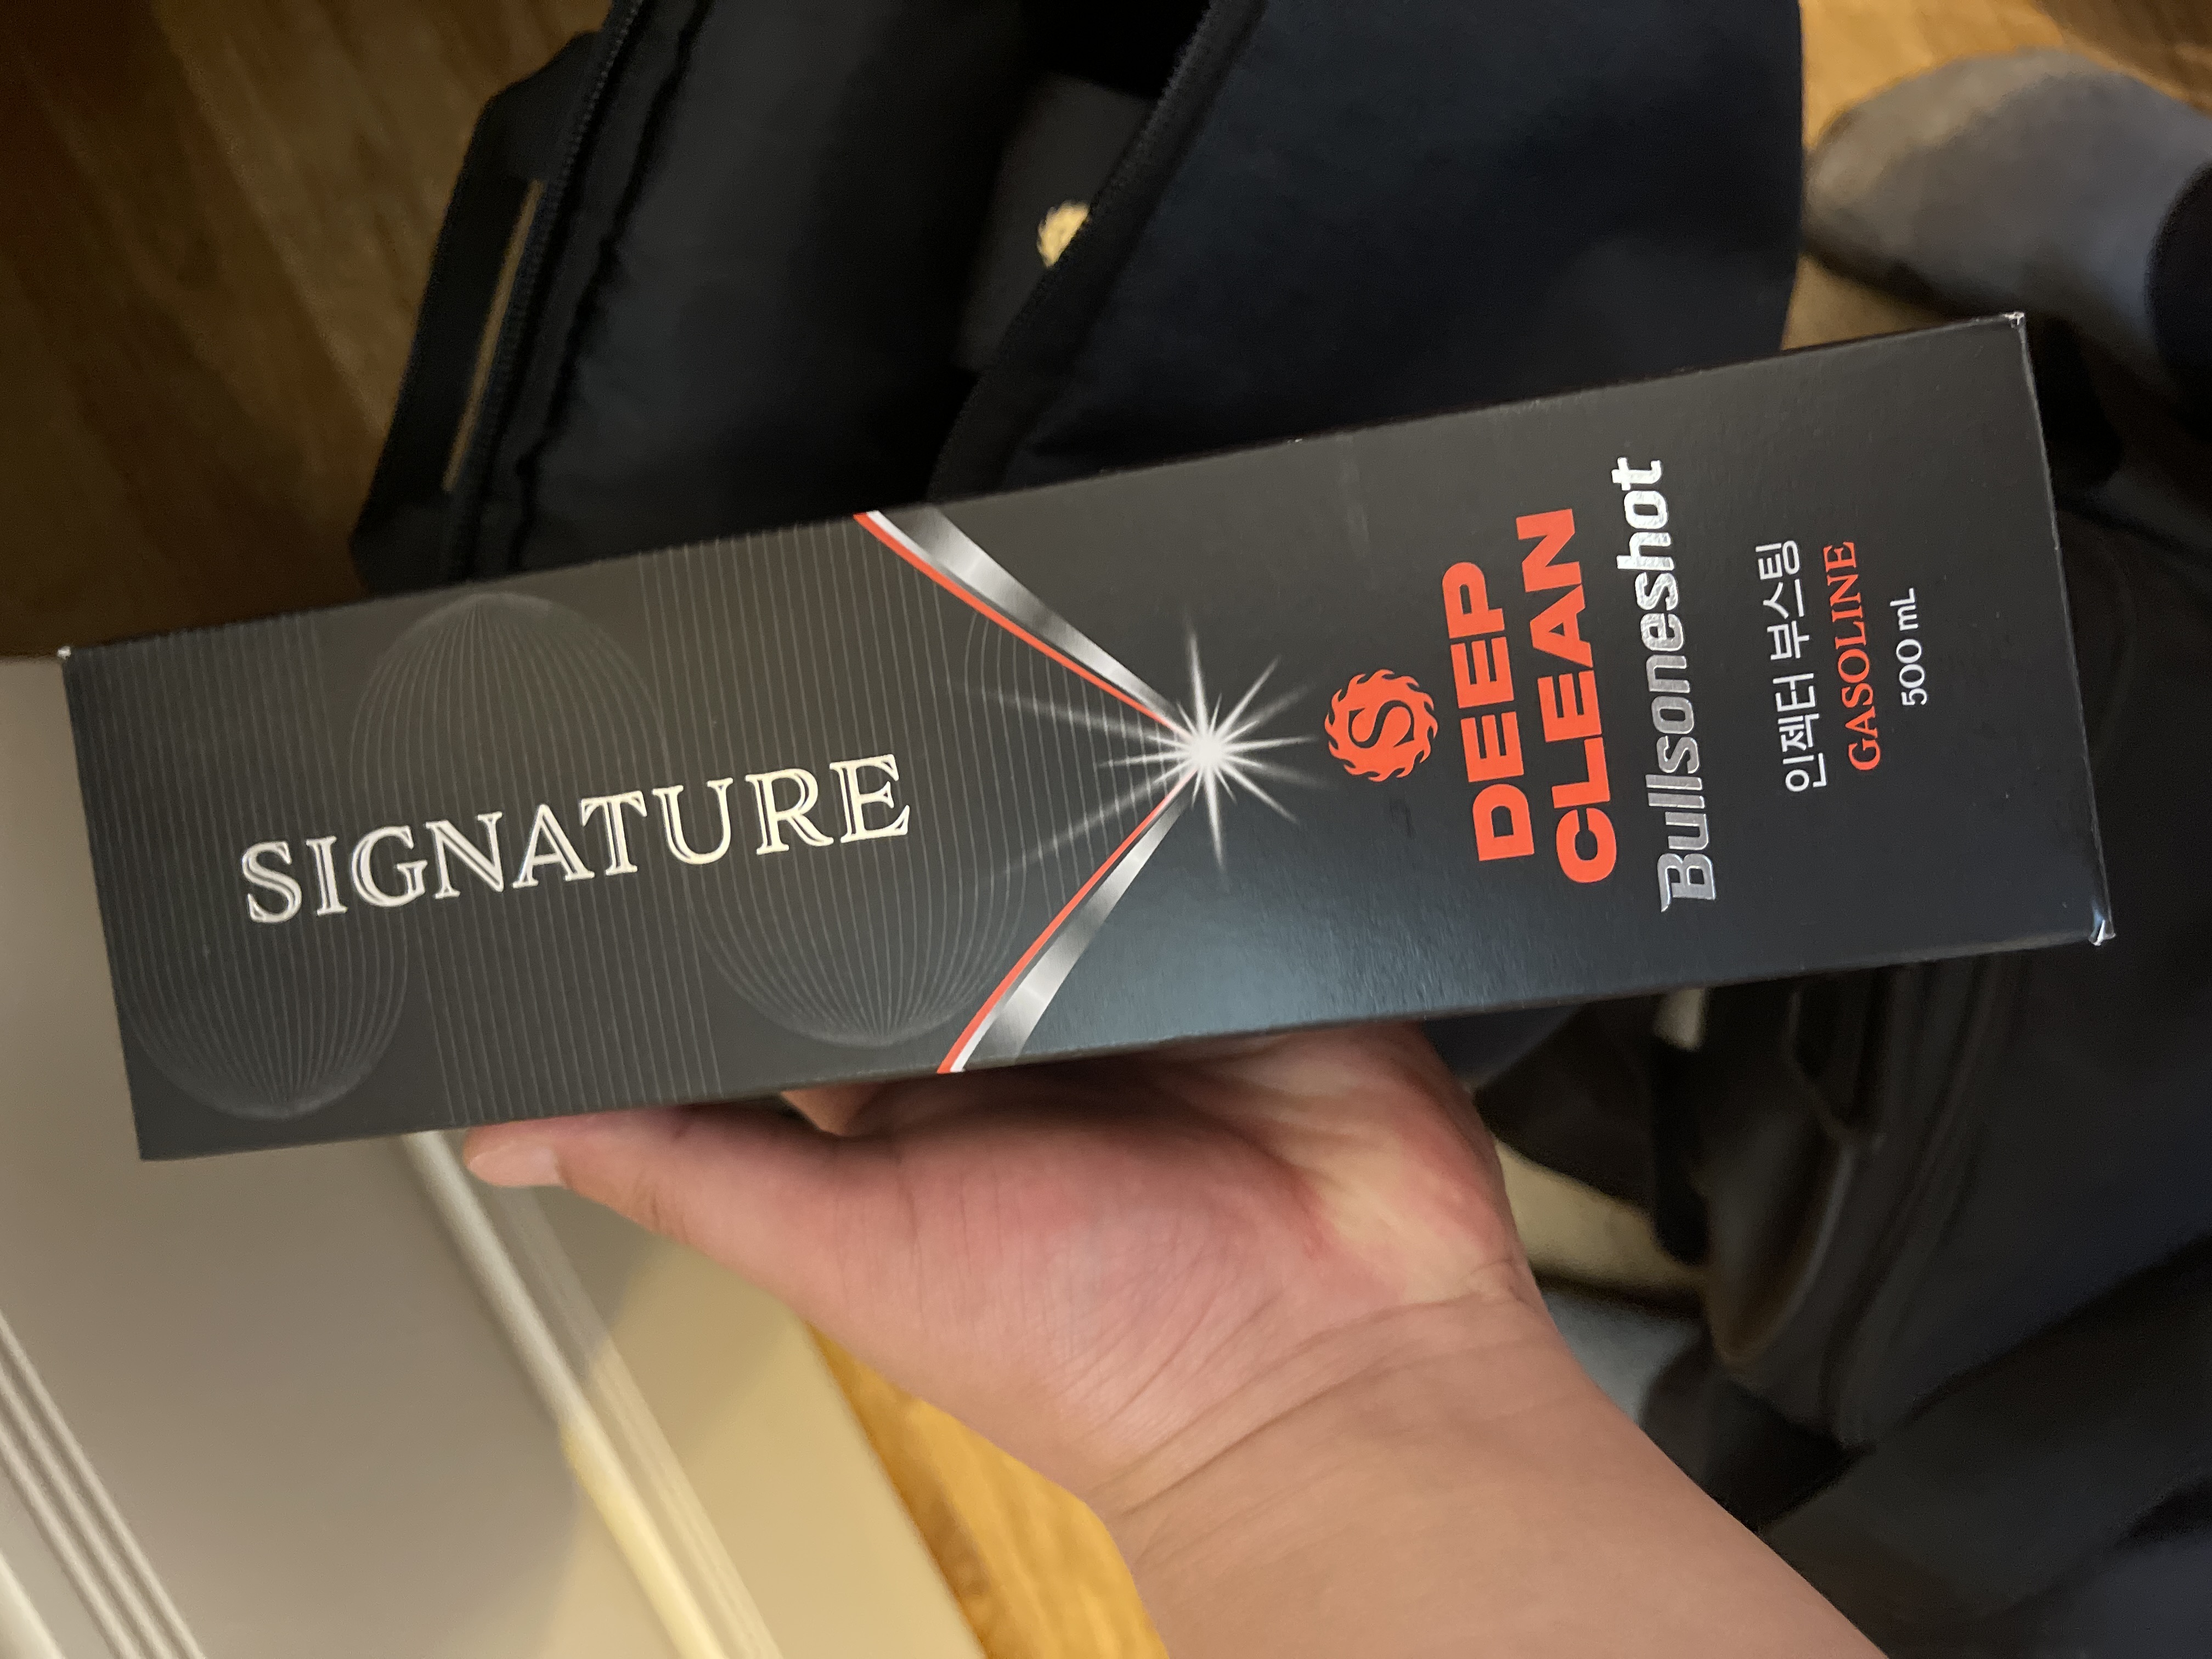 SIGNATURE
DEEP
CLEAN
Bullsoneshot
인젝터 부스팅
GASOLINE
500 mL